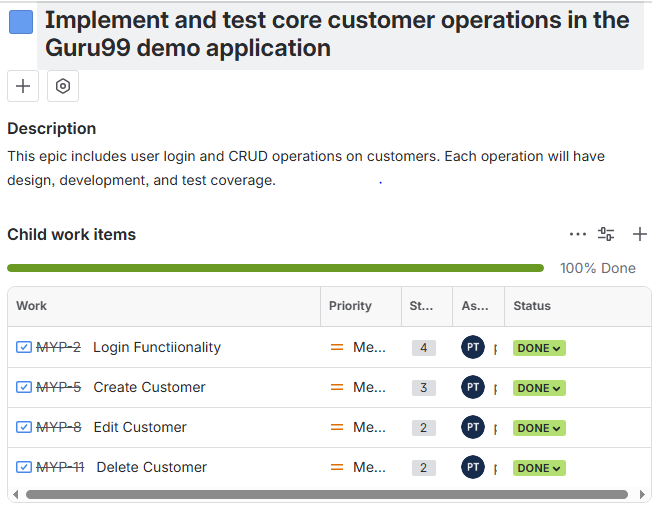 Implement and test core customer operations in the
Guru99 demo application
Description
This epic includes user login and CRUD operations on customers. Each operation will have
design, development, and test coverage.
Child work items
100% Done
Work Priority St... As... Status
MYP-2 Login Functiionality Me... 4 PT DONE
MYP-5 Create Customer Me... 3 PT DONE
MYP-8 Edit Customer Me... 2 PT DONE
MYP-11 Delete Customer Me... 2 PT DONE